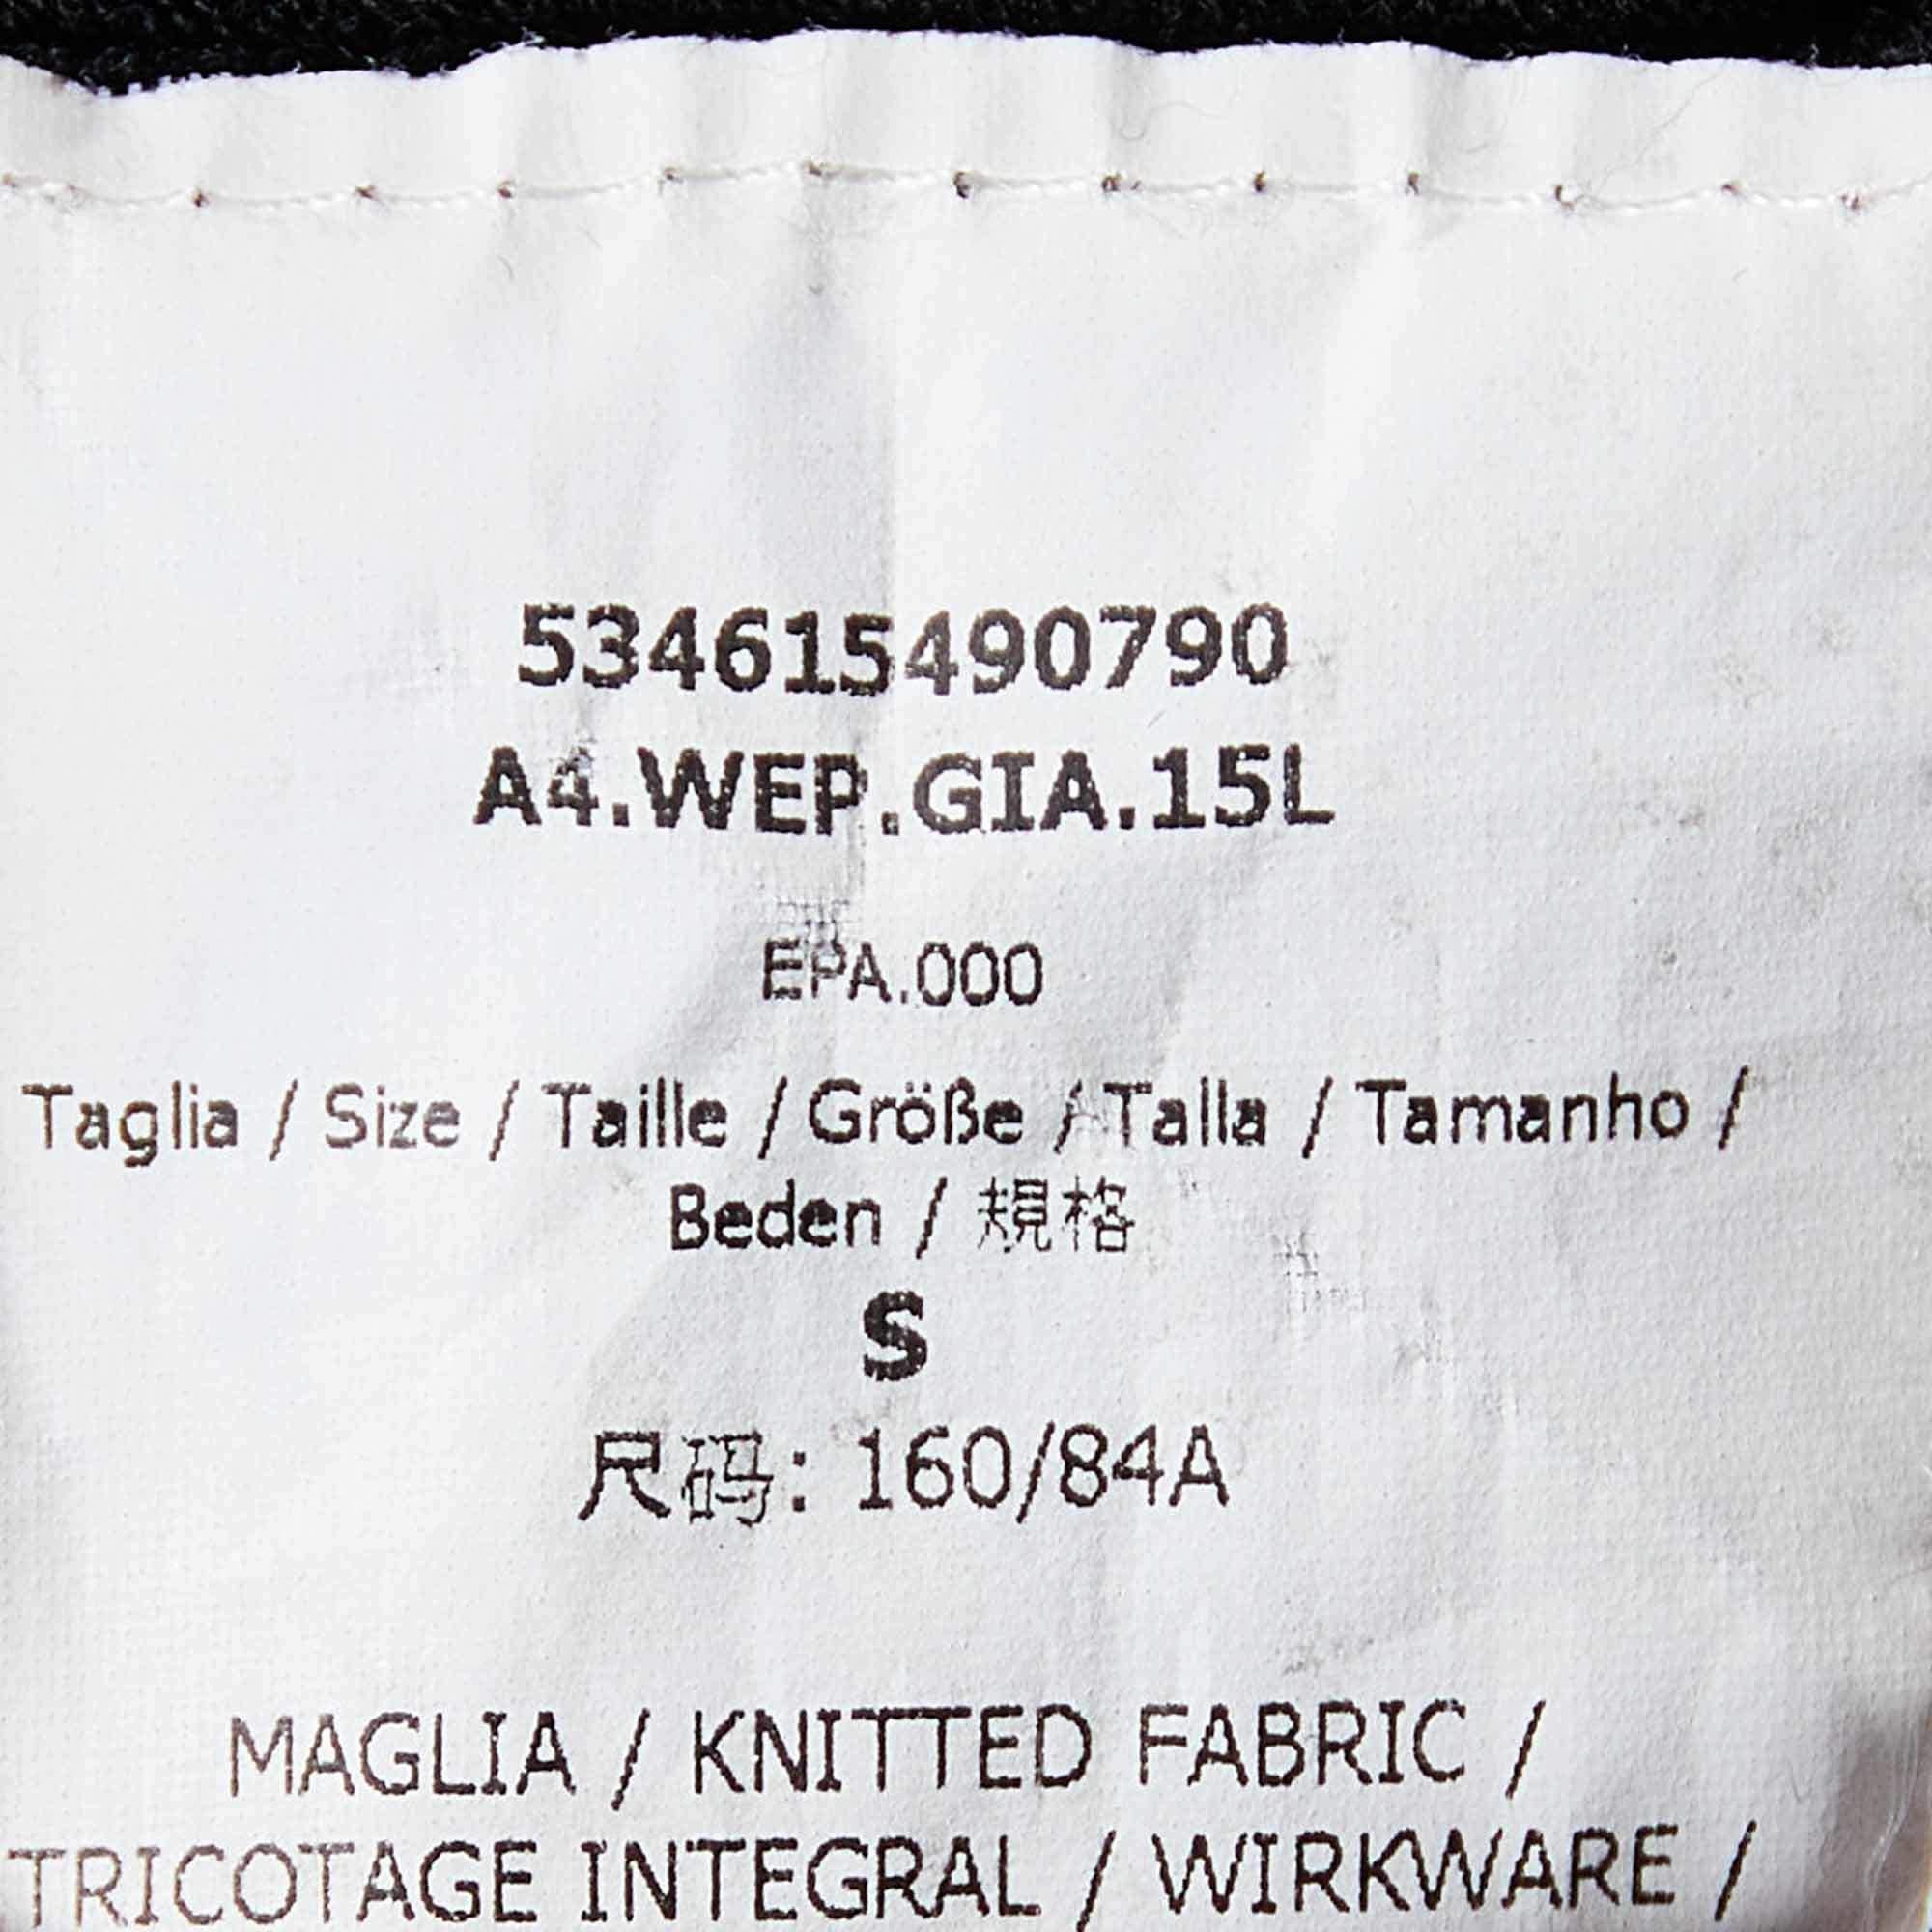 534615490790
A4.WEP.GIA.15L
EPA.000
Taglia / Size / Taille / Größe / Talla / Tamanho /
Beden / 規格
S
尺码: 160/84A
MAGLIA / KNITTED FABRIC /
TRICOTAGE INTEGRAL / WIRKWARE /